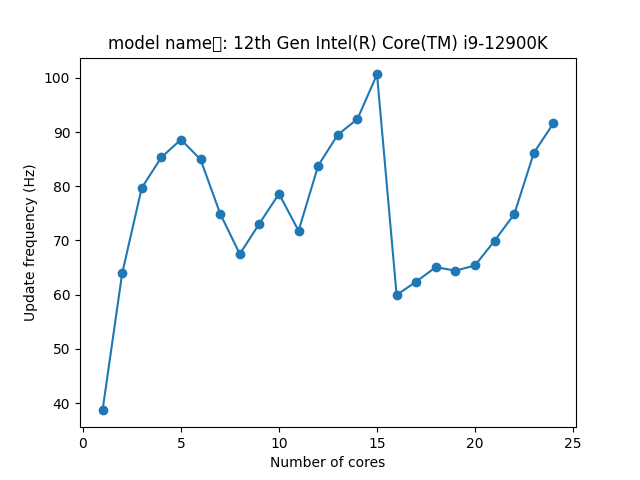 model name▯: 12th Gen Intel(R) Core(TM) i9-12900K
100
90
80
70
60
50
40
Update frequency (Hz)
0 5 10 15 20 25
Number of cores